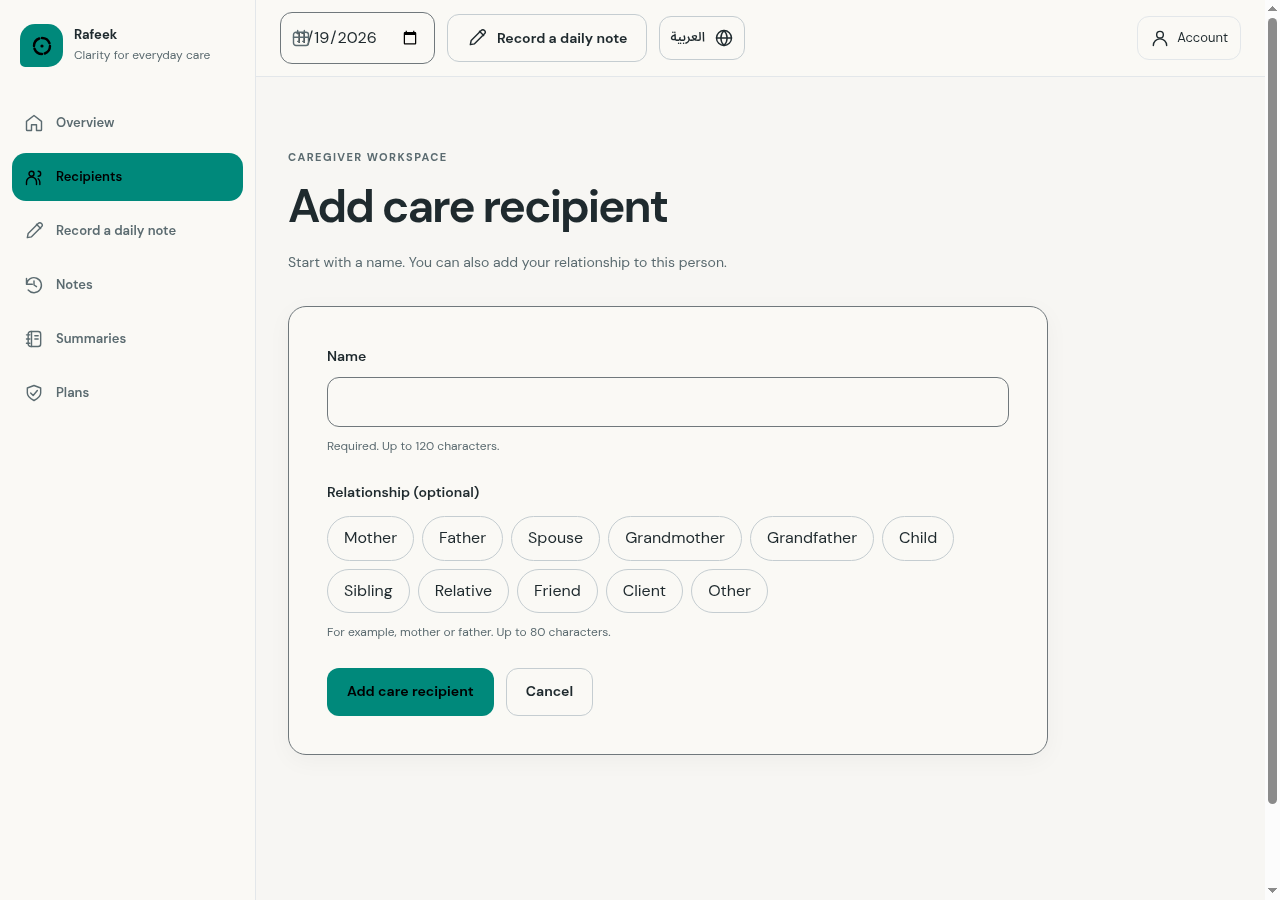 Rafeek
Clarity for everyday care
Overview
Recipients
Record a daily note
Notes
Summaries
Plans
/19/2026
Record a daily note
العربية
Account
CAREGIVER WORKSPACE
Add care recipient
Start with a name. You can also add your relationship to this person.
Name
Required. Up to 120 characters.
Relationship (optional)
Mother Father Spouse Grandmother Grandfather Child
Sibling Relative Friend Client Other
For example, mother or father. Up to 80 characters.
Add care recipient Cancel